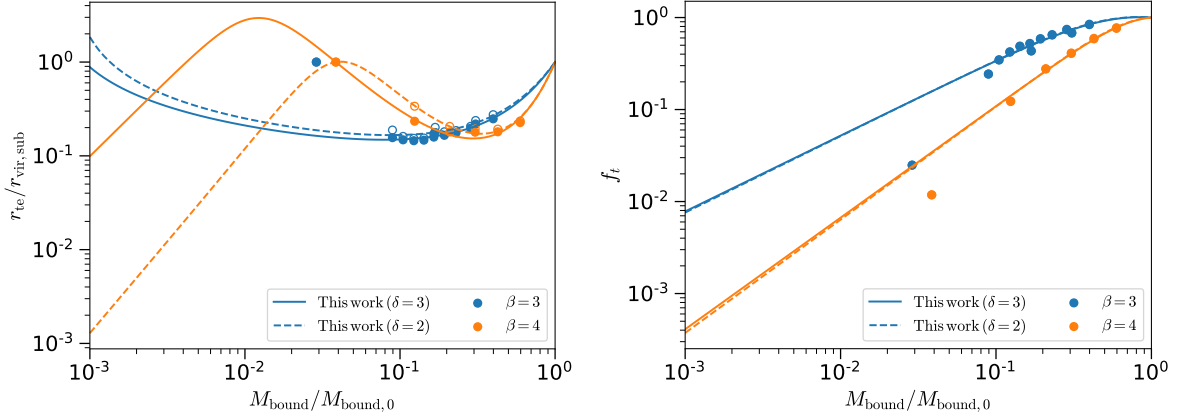 10^0
10^-1
10^-2
10^-3
r_te/r_vir,sub
This work (δ = 3)
This work (δ = 2)
β = 3
β = 4
10^-3
10^-2
10^-1
10^0
M_bound/M_bound, 0
10^0
10^-1
10^-2
10^-3
f_t
This work (δ = 3)
This work (δ = 2)
β = 3
β = 4
10^-3
10^-2
10^-1
10^0
M_bound/M_bound, 0